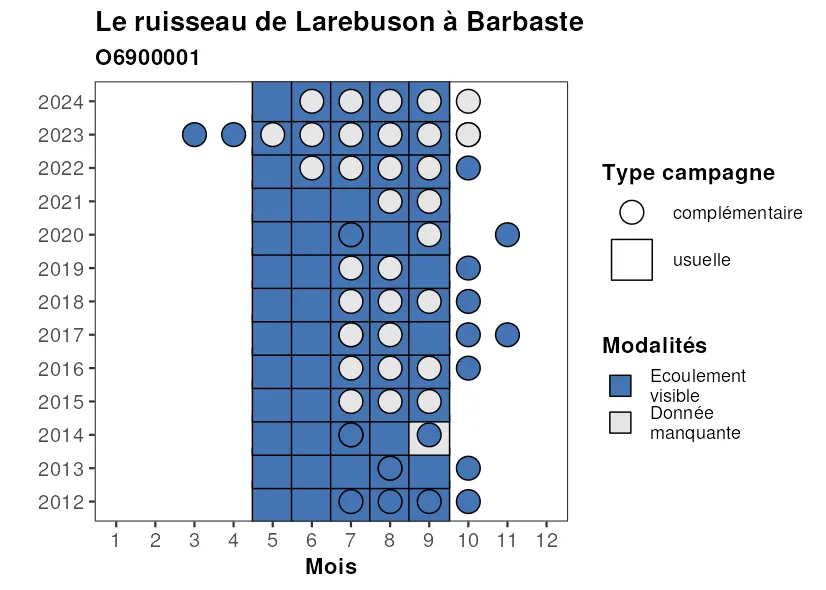 Le ruisseau de Larebuson à Barbaste
O6900001
2024
2023
2022
2021
2020
2019
2018
2017
2016
2015
2014
2013
2012
1 2 3 4 5 6 7 8 9 10 11 12
Mois
Type campagne
complémentaire
usuelle
Modalités
Ecoulement
visible
Donnée
manquante